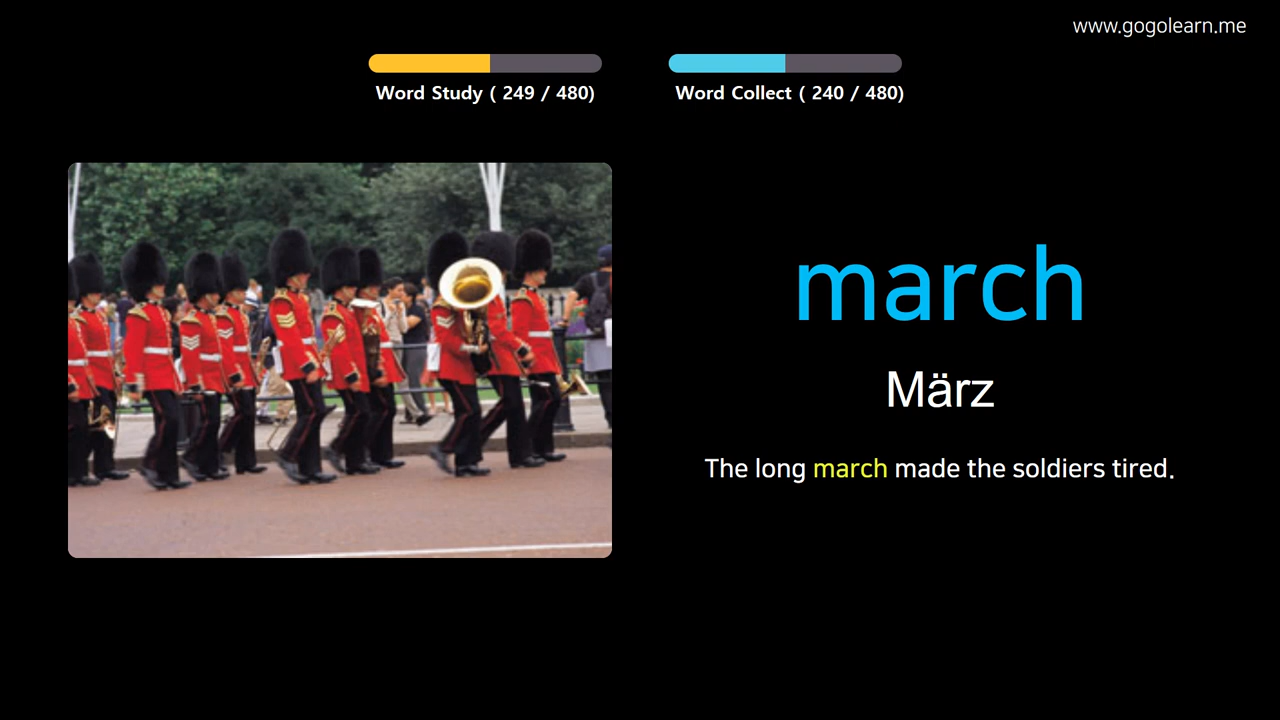 www.gogolearn.me
Word Study ( 249 / 480)
Word Collect ( 240 / 480)
march
März
The long march made the soldiers tired.